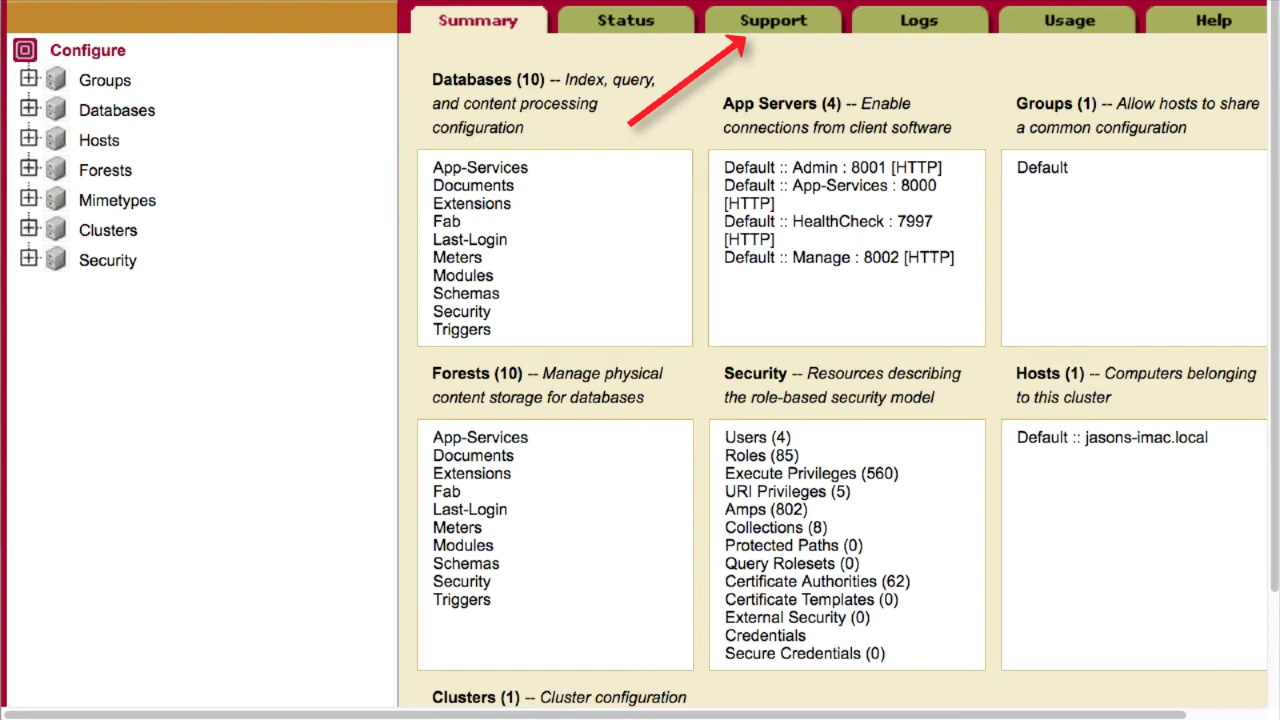 Summary
Status
Support
Logs
Usage
Help
Configure
Groups
Databases
Hosts
Forests
Mimetypes
Clusters
Security
Databases (10) -- Index, query,
and content processing
configuration
App-Services
Documents
Extensions
Fab
Last-Login
Meters
Modules
Schemas
Security
Triggers
App Servers (4) -- Enable
connections from client software
Default :: Admin : 8001 [HTTP]
Default :: App-Services : 8000
[HTTP]
Default :: HealthCheck : 7997
[HTTP]
Default :: Manage : 8002 [HTTP]
Groups (1) -- Allow hosts to share
a common configuration
Default
Forests (10) -- Manage physical
content storage for databases
App-Services
Documents
Extensions
Fab
Last-Login
Meters
Modules
Schemas
Security
Triggers
Security -- Resources describing
the role-based security model
Users (4)
Roles (85)
Execute Privileges (560)
URI Privileges (5)
Amps (802)
Collections (8)
Protected Paths (0)
Query Rolesets (0)
Certificate Authorities (62)
Certificate Templates (0)
External Security (0)
Credentials
Secure Credentials (0)
Hosts (1) -- Computers belonging
to this cluster
Default :: jasons-imac.local
Clusters (1) -- Cluster configuration